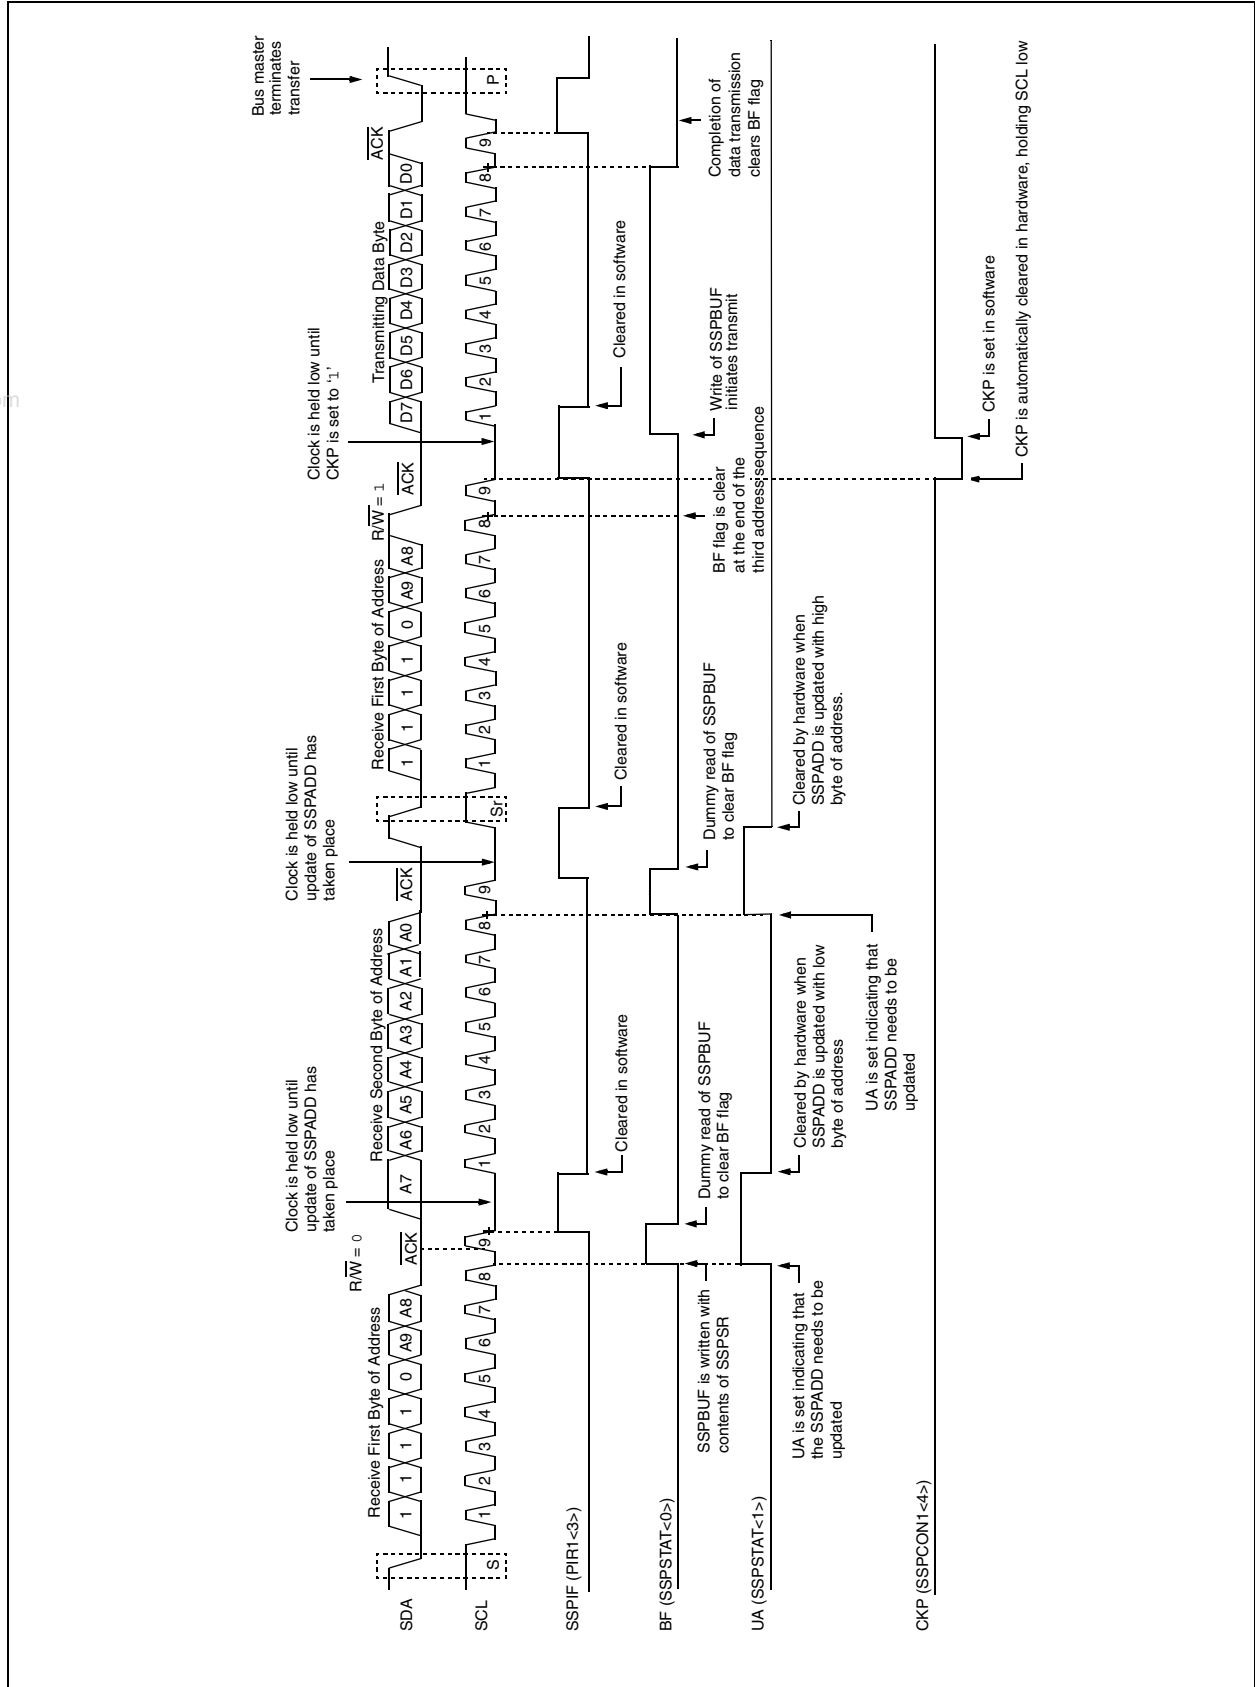 Bus master
terminates
transfer
Clock is held low until
CKP is set to ‘1’
Clock is held low until
update of SSPADD has
taken place
Clock is held low until
update of SSPADD has
taken place
R/W = 0
R/W = 1
Receive First Byte of Address
ACK
Receive Second Byte of Address
ACK
Receive First Byte of Address
ACK
Transmitting Data Byte
ACK
SDA
1 1 1 1 0 A9 A8
A7 A6 A5 A4 A3 A2 A1 A0
1 1 1 1 0 A9 A8
D7 D6 D5 D4 D3 D2 D1 D0
SCL
S 1 2 3 4 5 6 7 8 9 1 2 3 4 5 6 7 8 9 Sr 1 2 3 4 5 6 7 8 9 1 2 3 4 5 6 7 8 9 P
SSPIF (PIR1<3>)
Cleared in software
Cleared in software
Cleared in software
Cleared in software
BF (SSPSTAT<0>)
SSPBUF is written with
contents of SSPSR
Dummy read of SSPBUF
to clear BF flag
Dummy read of SSPBUF
to clear BF flag
BF flag is clear
at the end of the
third address sequence
Write of SSPBUF
initiates transmit
Completion of
data transmission
clears BF flag
UA (SSPSTAT<1>)
UA is set indicating that
the SSPADD needs to be
updated
Cleared by hardware when
SSPADD is updated with low
byte of address
UA is set indicating that
SSPADD needs to be
updated
Cleared by hardware when
SSPADD is updated with high
byte of address.
CKP (SSPCON1<4>)
CKP is set in software
CKP is automatically cleared in hardware, holding SCL low